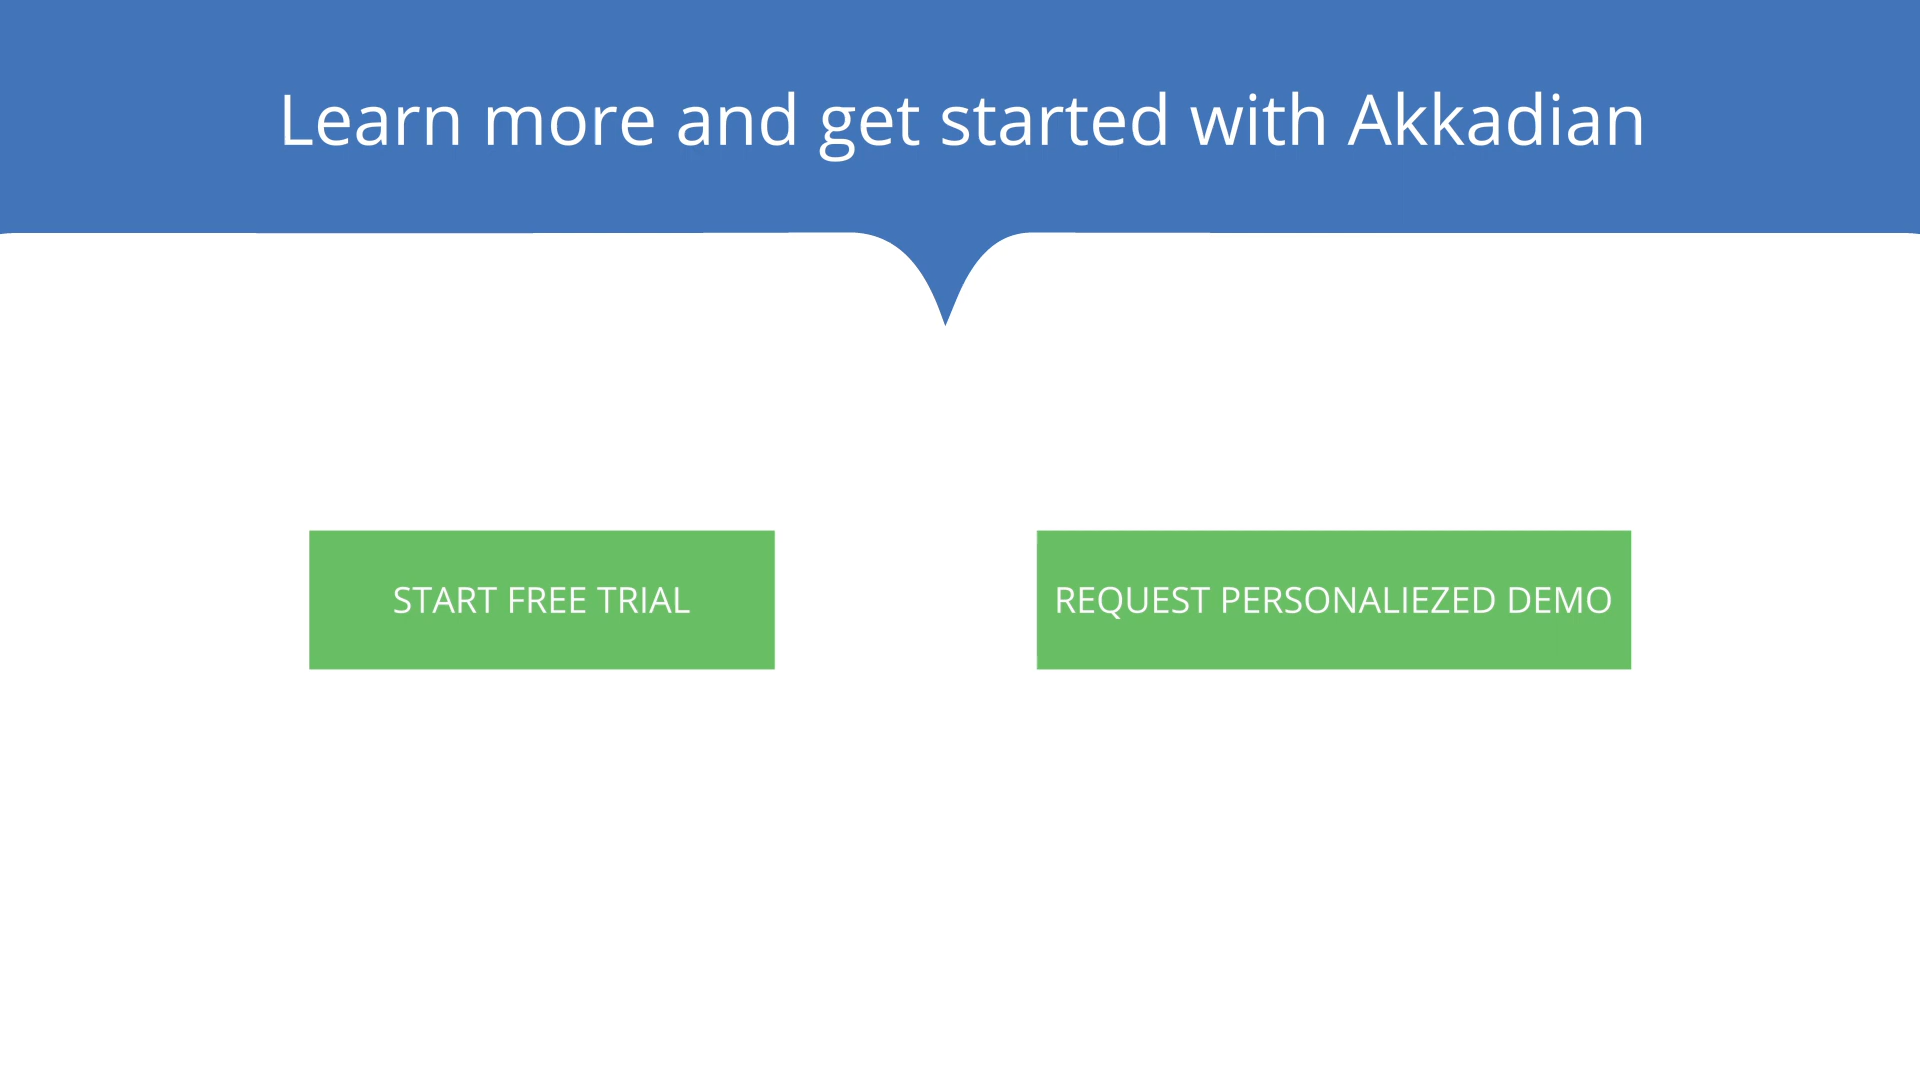 Learn more and get started with Akkadian
START FREE TRIAL
REQUEST PERSONALIEZED DEMO